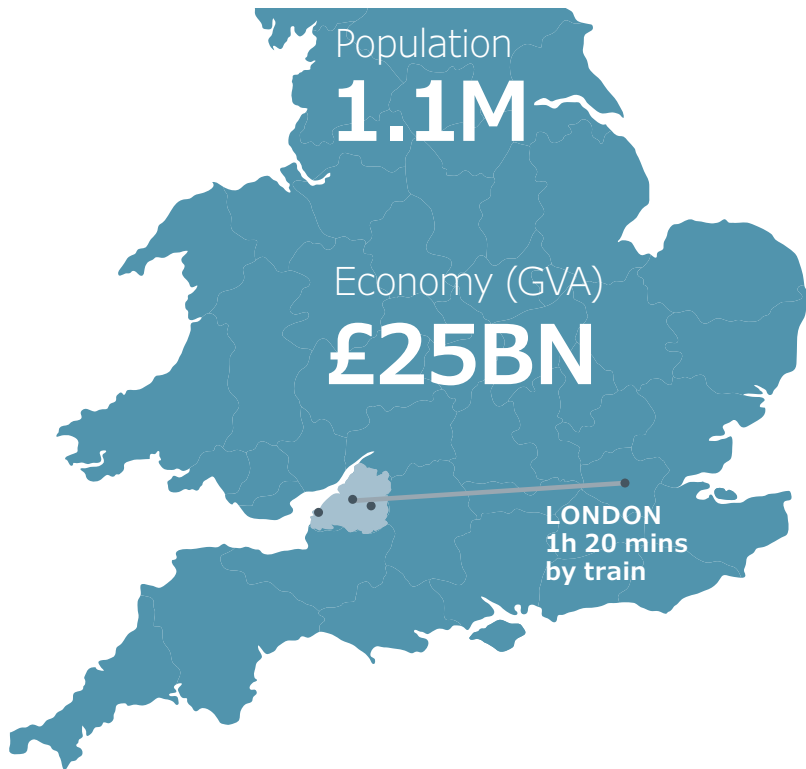 Population
1.1M
Economy (GVA)
£25BN
LONDON
1h 20 mins
by train